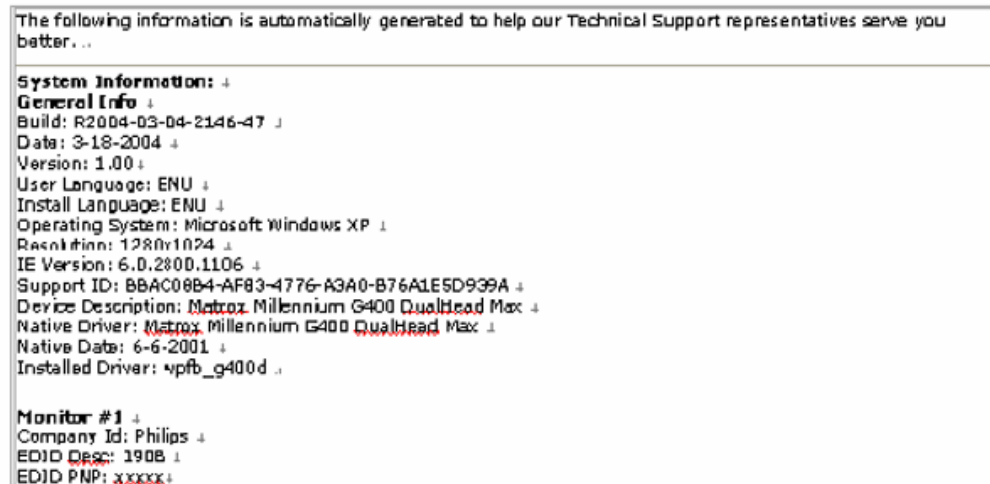 The following information is automatically generated to help our Technical Support representatives serve you
better...
System Information:
General Info
Build: R2004-03-04-2146-47
Date: 3-18-2004
Version: 1.00
User Language: ENU
Install Language: ENU
Operating System: Microsoft Windows XP
Resolution: 1280x1024
IE Version: 6.0.2800.1106
Support ID: BBAC08B4-AF83-4776-A3A0-B76A1E5D939A
Device Description: Matrox Millennium G400 DualHead Max
Native Driver: Matrox Millennium G400 DualHead Max
Native Date: 6-6-2001
Installed Driver: vpfb_g400d
Monitor #1
Company Id: Philips
EDID Desc: 190B
EDID PNP: xxxxx